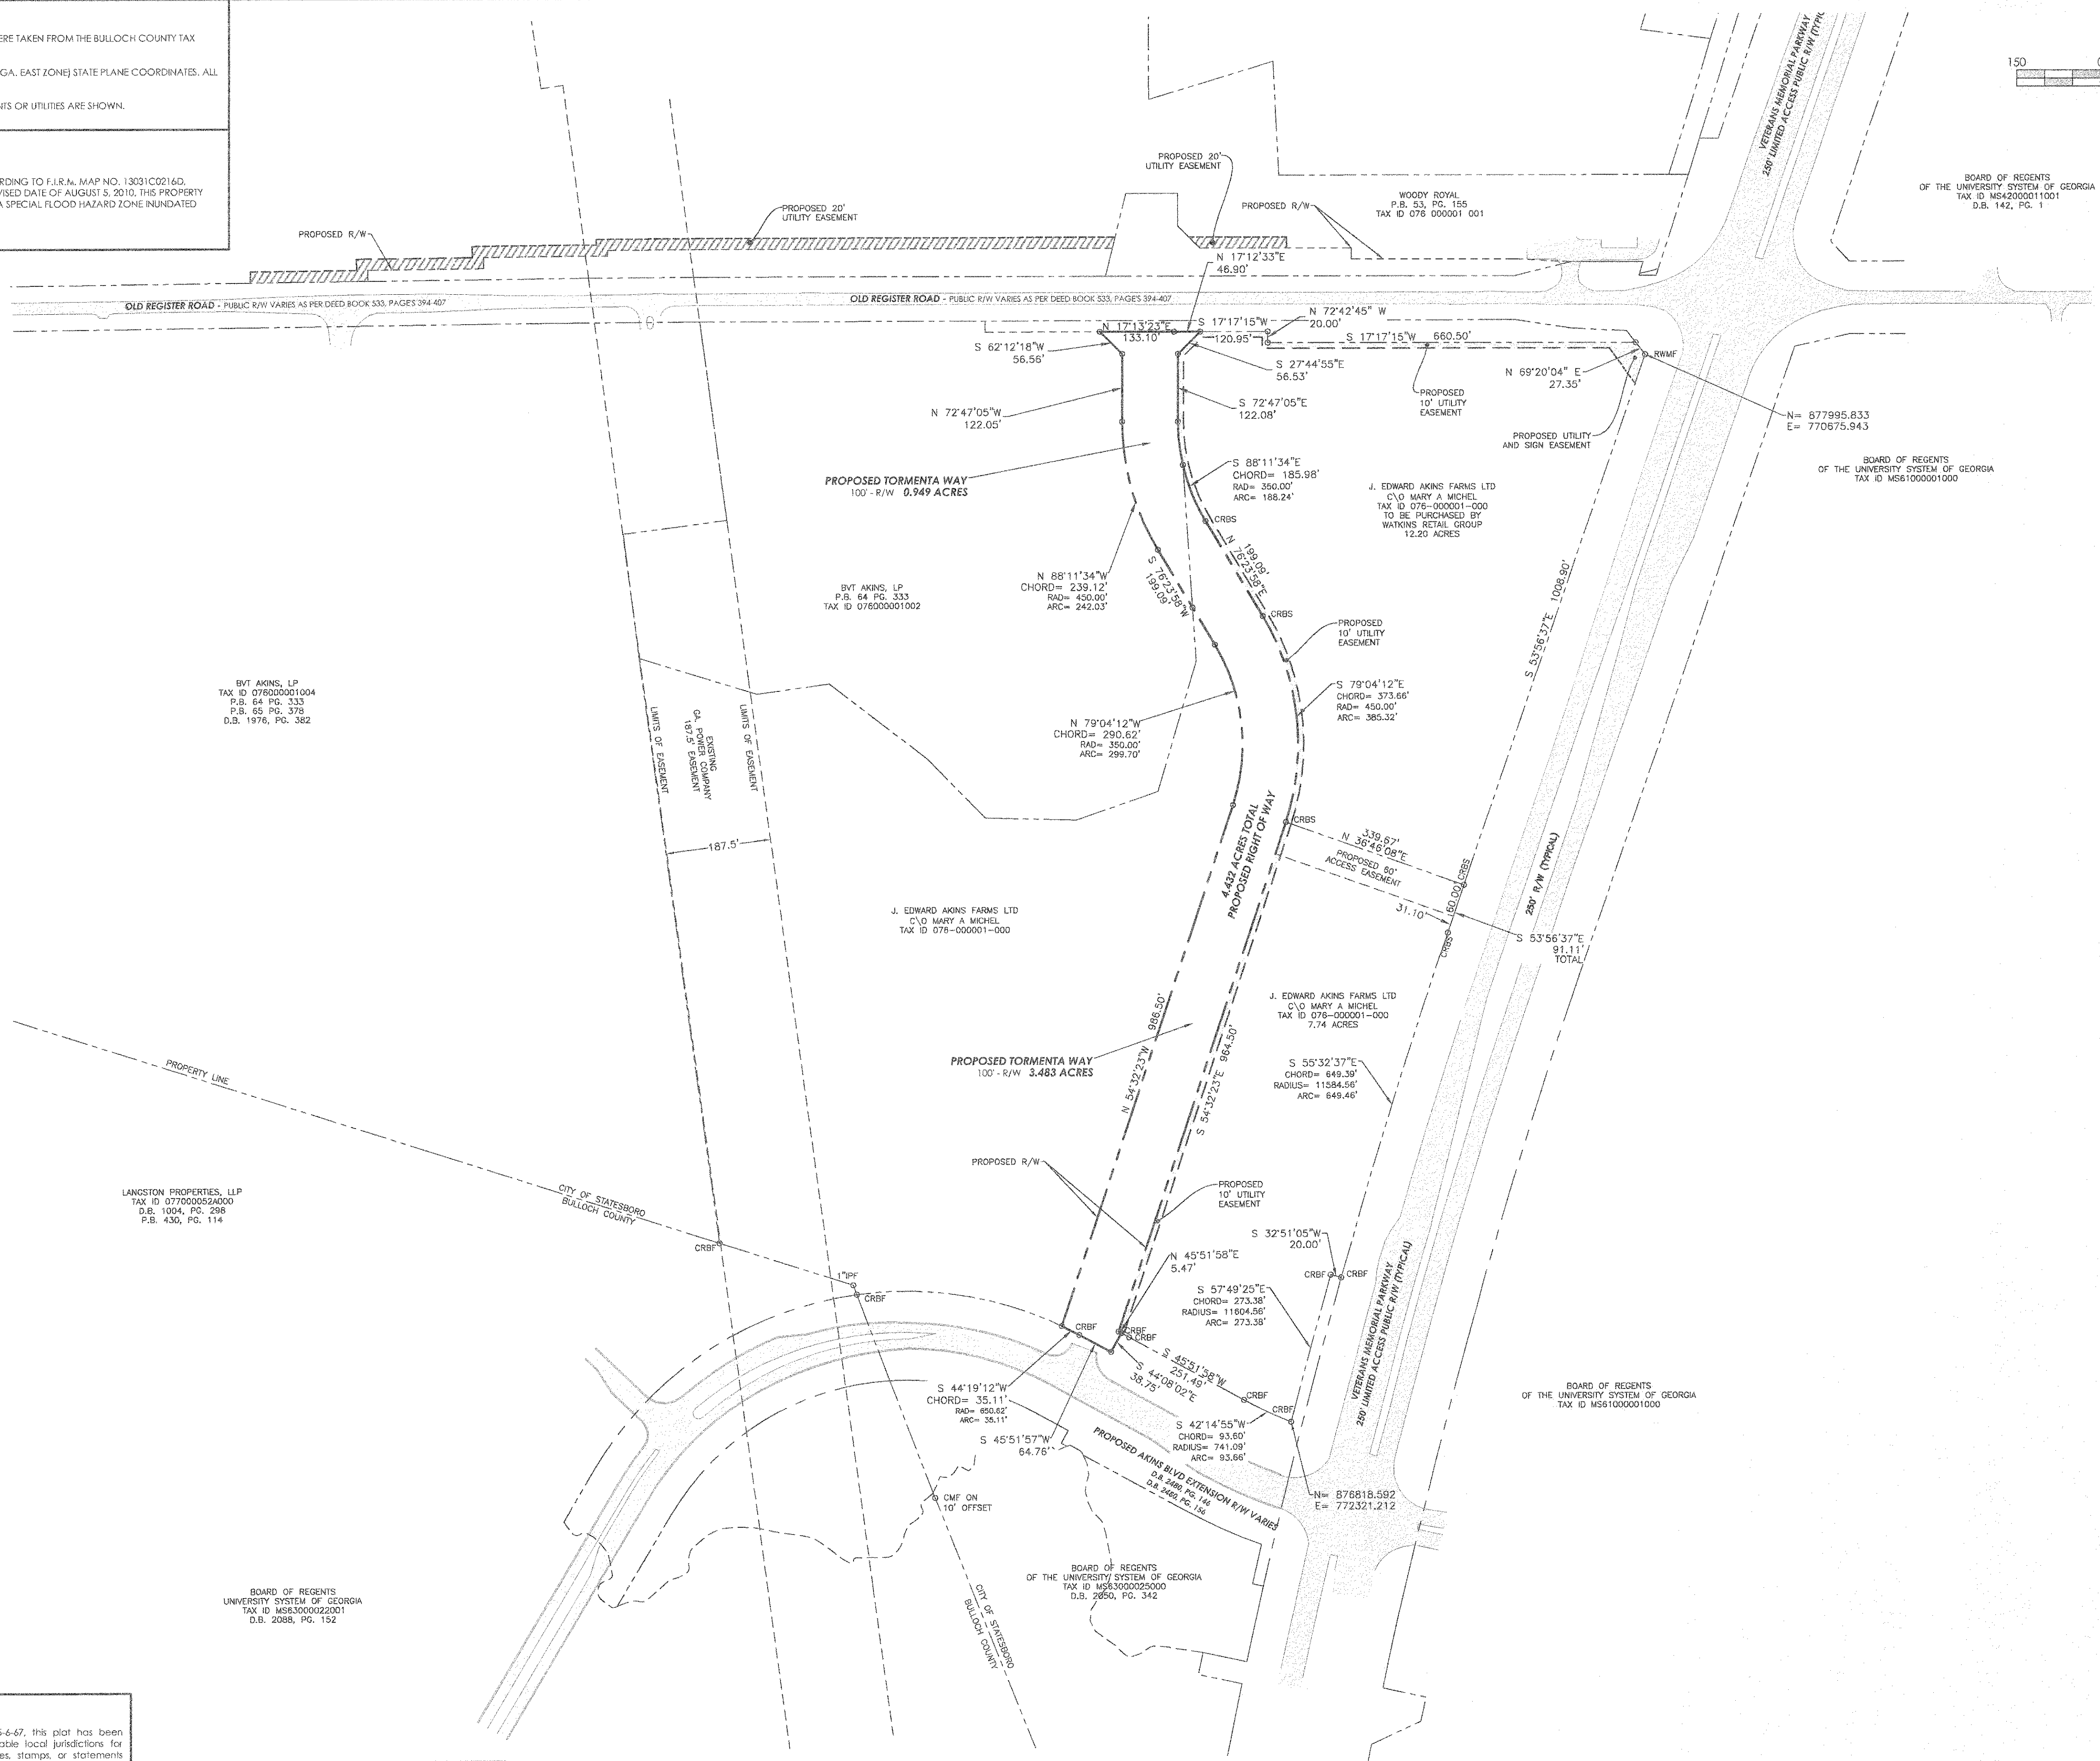 ERE TAKEN FROM THE BULLOCH COUNTY TAX
GA. EAST ZONE) STATE PLANE COORDINATES. ALL
NTS OR UTILITIES ARE SHOWN.
RDING TO F.I.R.M. MAP NO. 13031C0216D,
VISED DATE OF AUGUST 5, 2010, THIS PROPERTY
A SPECIAL FLOOD HAZARD ZONE INUNDATED
150
VETERANS MEMORIAL PARKWAY
250' LIMITED ACCESS PUBLIC R/W (TYPIC
BOARD OF REGENTS
OF THE UNIVERSITY SYSTEM OF GEORGIA
TAX ID MS42000011001
D.B. 142, PG. 1
PROPOSED 20'
UTILITY EASEMENT
WOODY ROYAL
P.B. 53, PG. 155
TAX ID 076 000001 001
PROPOSED R/W
PROPOSED 20'
UTILITY EASEMENT
PROPOSED R/W
N 17°12'33"E
46.90'
OLD REGISTER ROAD - PUBLIC R/W VARIES AS PER DEED BOOK 533, PAGE'S 394-407
OLD REGISTER ROAD - PUBLIC R/W VARIES AS PER DEED BOOK 533, PAGE'S 394-407
N 17°13'23"E
133.10'
S 17°17'15"W
120.95'
N 72°42'45" W
20.00'
S 17°17'15"W 660.50'
S 62°12'18"W
56.56'
S 27°44'55"E
56.53'
RWMF
N 69°20'04" E
27.35'
N 72°47'05"W
122.05'
S 72°47'05"E
122.08'
PROPOSED
10' UTILITY
EASEMENT
N= 877995.833
E= 770675.943
PROPOSED UTILITY
AND SIGN EASEMENT
BOARD OF REGENTS
OF THE UNIVERSITY SYSTEM OF GEORGIA
TAX ID MS61000001000
PROPOSED TORMENTA WAY
100' - R/W 0.949 ACRES
S 88°11'34"E
CHORD= 185.98'
RAD= 350.00'
ARC= 188.24'
J. EDWARD AKINS FARMS LTD
C\O MARY A MICHEL
TAX ID 076-000001-000
TO BE PURCHASED BY
WATKINS RETAIL GROUP
12.20 ACRES
CRBS
199.09'
N 76°23'58"E
N 88°11'34"W
CHORD= 239.12'
RAD= 450.00'
ARC= 242.03'
S 76°23'58"W
199.09'
BVT AKINS, LP
P.B. 64 PG. 333
TAX ID 076000001002
CRBS
S 53°56'37"E 1008.90'
PROPOSED
10' UTILITY
EASEMENT
BVT AKINS, LP
TAX ID 076000001004
P.B. 64 PG. 333
P.B. 65 PG. 378
D.B. 1976, PG. 382
S 79°04'12"E
CHORD= 373.66'
RAD= 450.00'
ARC= 385.32'
LIMITS OF EASEMENT
EXISTING
GA. POWER COMPANY
187.5' EASEMENT
LIMITS OF EASEMENT
N 79°04'12"W
CHORD= 290.62'
RAD= 350.00'
ARC= 299.70'
187.5'
4.432 ACRES TOTAL
PROPOSED RIGHT OF WAY
CRBS
339.67'
N 36°46'08"E
PROPOSED 60'
ACCESS EASEMENT
CRBS
60.00'
31.10'
CRBS
250' R/W (TYPICAL)
S 53°56'37"E
91.11'
TOTAL
J. EDWARD AKINS FARMS LTD
C\O MARY A MICHEL
TAX ID 076-000001-000
J. EDWARD AKINS FARMS LTD
C\O MARY A MICHEL
TAX ID 076-000001-000
7.74 ACRES
N 54°32'23"W 986.50'
S 54°32'23"E 964.50'
PROPOSED TORMENTA WAY
100' - R/W 3.483 ACRES
S 55°32'37"E
CHORD= 649.39'
RADIUS= 11584.56'
ARC= 649.46'
PROPERTY LINE
PROPOSED R/W
PROPOSED
10' UTILITY
EASEMENT
LANGSTON PROPERTIES, LLP
TAX ID 077000052A000
D.B. 1004, PG. 298
P.B. 430, PG. 114
CITY OF STATESBORO
BULLOCH COUNTY
CRBF
1"IPF
CRBF
S 32°51'05"W
20.00'
CRBF
CRBF
N 45°51'58"E
5.47'
S 57°49'25"E
CHORD= 273.38'
RADIUS= 11604.56'
ARC= 273.38'
VETERANS MEMORIAL PARKWAY
250' LIMITED ACCESS PUBLIC R/W (TYPICAL)
CRBF
CRBF
CRBF
S 45°51'58"W
251.49'
S 44°08'02"E
38.75'
S 44°19'12"W
CHORD= 35.11'
RAD= 650.62'
ARC= 35.11'
S 45°51'57"W
64.76'
CRBF
CRBF
S 42°14'55"W
CHORD= 93.60'
RADIUS= 741.09'
ARC= 93.66'
BOARD OF REGENTS
OF THE UNIVERSITY SYSTEM OF GEORGIA
TAX ID MS61000001000
PROPOSED AKINS BLVD EXTENSION R/W VARIES
D.B. 2480, PG. 146
D.B. 2480, PG. 156
CMF ON
10' OFFSET
N= 876818.592
E= 772321.212
BOARD OF REGENTS
OF THE UNIVERSITY SYSTEM OF GEORGIA
TAX ID MS63000025000
D.B. 2050, PG. 342
BOARD OF REGENTS
UNIVERSITY SYSTEM OF GEORGIA
TAX ID MS63000022001
D.B. 2088, PG. 152
CITY OF STATESBORO
BULLOCH COUNTY
5-6-67, this plat has been
able local jurisdictions for
es, stamps, or statements